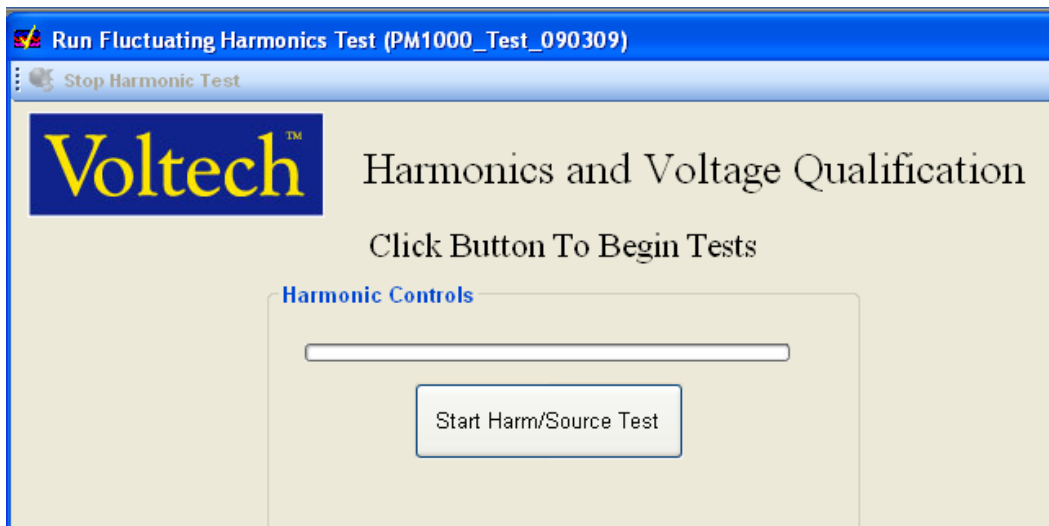 Run Fluctuating Harmonics Test (PM1000_Test_090309)
Stop Harmonic Test
Voltech™
Harmonics and Voltage Qualification
Click Button To Begin Tests
Harmonic Controls
Start Harm/Source Test